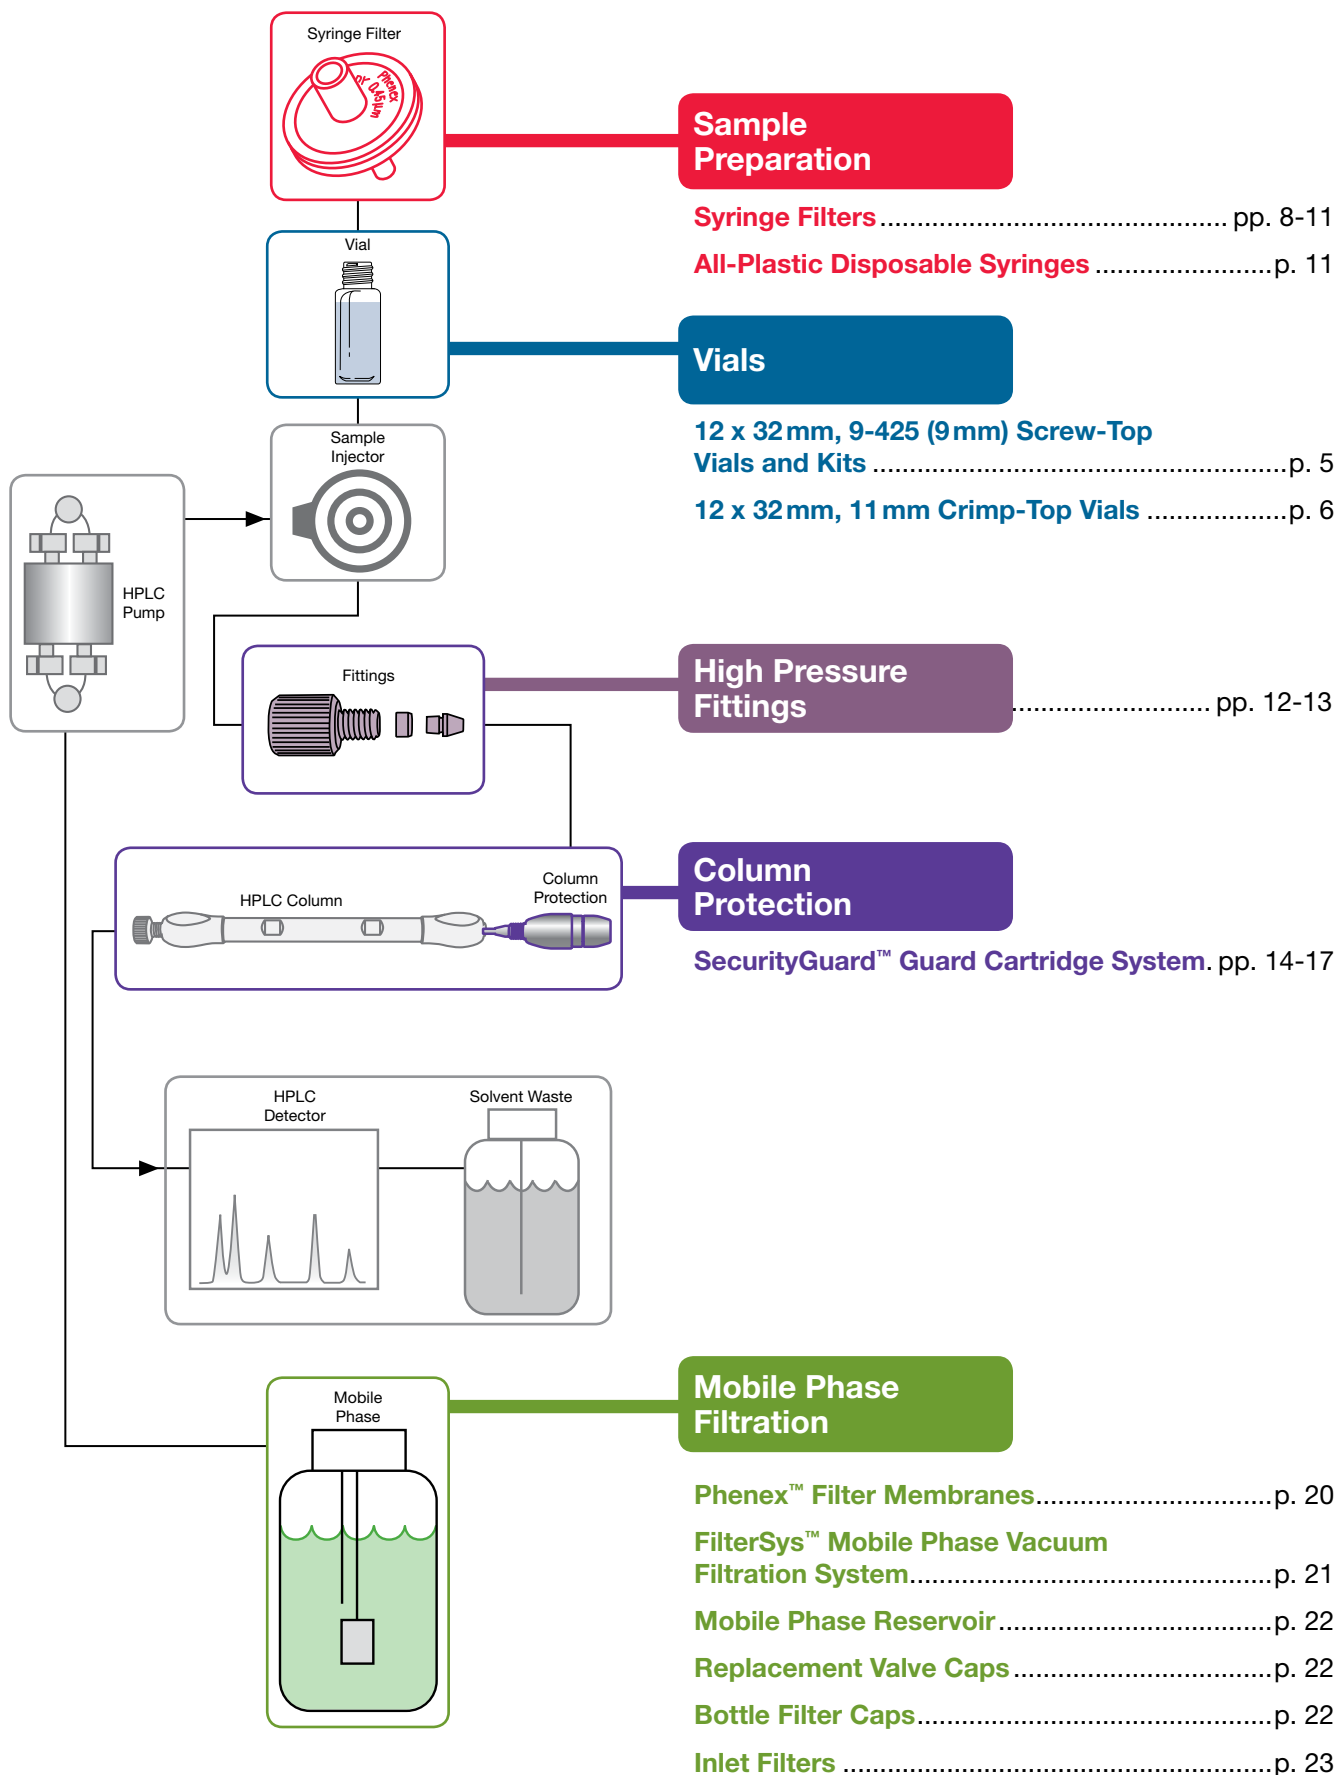 Syringe Filter
Phenex
RC 0.45µm
Sample
Preparation
Syringe Filters ................................................ pp. 8-11
All-Plastic Disposable Syringes ........................p. 11
Vial
Vials
12 x 32 mm, 9-425 (9 mm) Screw-Top
Vials and Kits .........................................................p. 5
12 x 32 mm, 11 mm Crimp-Top Vials ...................p. 6
Sample
Injector
HPLC
Pump
Fittings
High Pressure
Fittings ........................... pp. 12-13
HPLC Column
Column
Protection
Column
Protection
SecurityGuard™ Guard Cartridge System. pp. 14-17
HPLC
Detector
Solvent Waste
Mobile
Phase
Mobile Phase
Filtration
Phenex™ Filter Membranes................................p. 20
FilterSys™ Mobile Phase Vacuum
Filtration System.................................................p. 21
Mobile Phase Reservoir .....................................p. 22
Replacement Valve Caps ...................................p. 22
Bottle Filter Caps................................................p. 22
Inlet Filters ..........................................................p. 23